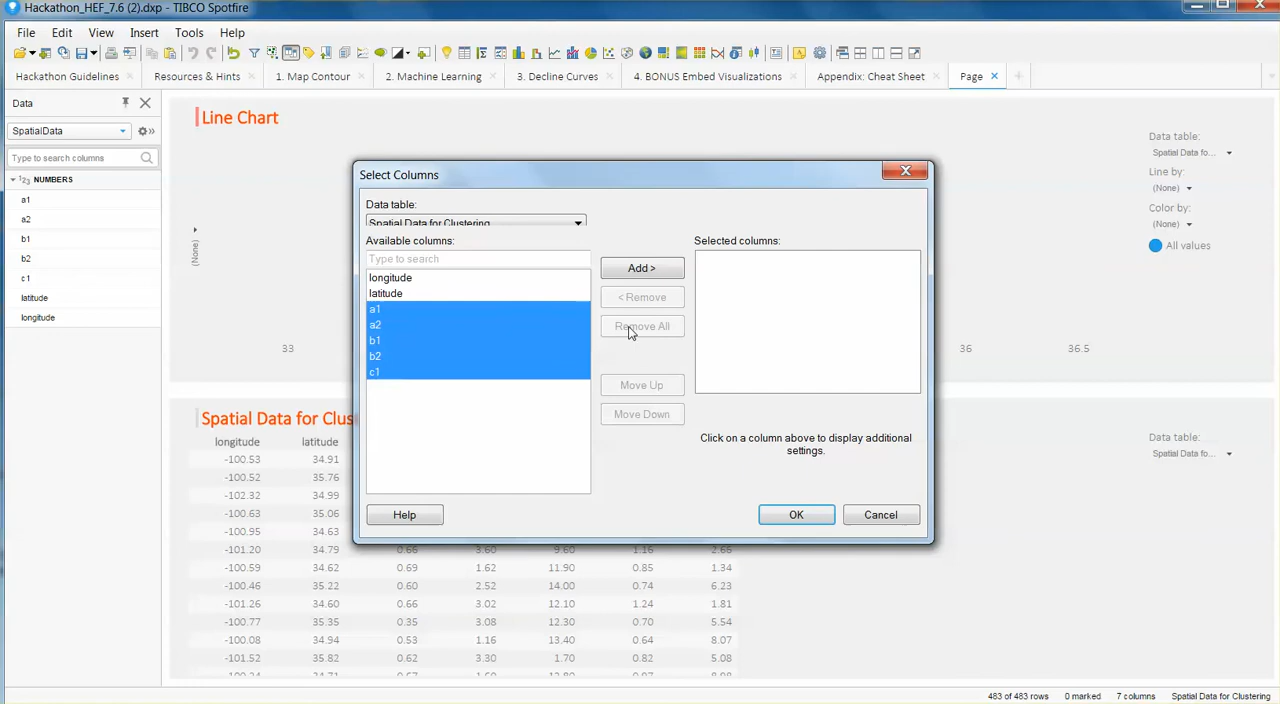 Hackathon_HEF_7.6 (2).dxp - TIBCO Spotfire
File Edit View Insert Tools Help
Hackathon Guidelines Resources & Hints 1. Map Contour 2. Machine Learning 3. Decline Curves 4. BONUS Embed Visualizations Appendix: Cheat Sheet Page
Data
SpatialData
Type to search columns
123 NUMBERS
a1
a2
b1
b2
c1
latitude
longitude
Line Chart
(None)
33 36 36.5
Data table:
Spatial Data fo...
Line by:
(None)
Color by:
(None)
All values
Select Columns
Data table:
Spatial Data for Clustering
Available columns:
Type to search
longitude
latitude
a1
a2
b1
b2
c1
Add >
< Remove
Remove All
Move Up
Move Down
Selected columns:
Click on a column above to display additional
settings.
Help OK Cancel
Spatial Data for Clus
Data table:
Spatial Data fo...
longitude latitude
-100.53 34.91
-100.52 35.76
-102.32 34.99
-100.63 35.06
-100.95 34.63
-101.20 34.79 0.66 3.60 9.60 1.16 2.66
-100.59 34.62 0.69 1.62 11.90 0.85 1.34
-100.46 35.22 0.60 2.52 14.00 0.74 6.23
-101.26 34.60 0.66 3.02 12.10 1.24 1.81
-100.77 35.35 0.35 3.08 12.30 0.70 5.54
-100.08 34.94 0.53 1.16 13.40 0.64 8.07
-101.52 35.82 0.62 3.30 1.70 0.82 5.08
483 of 483 rows 0 marked 7 columns Spatial Data for Clustering